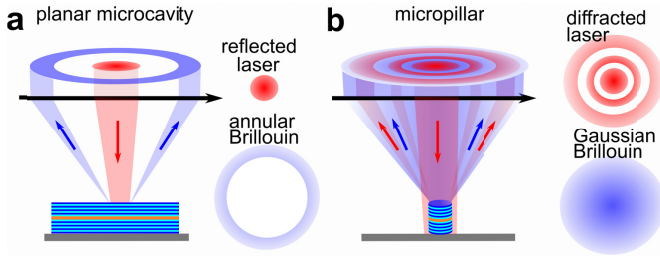 a planar microcavity
reflected
laser
annular
Brillouin
b micropillar
diffracted
laser
Gaussian
Brillouin